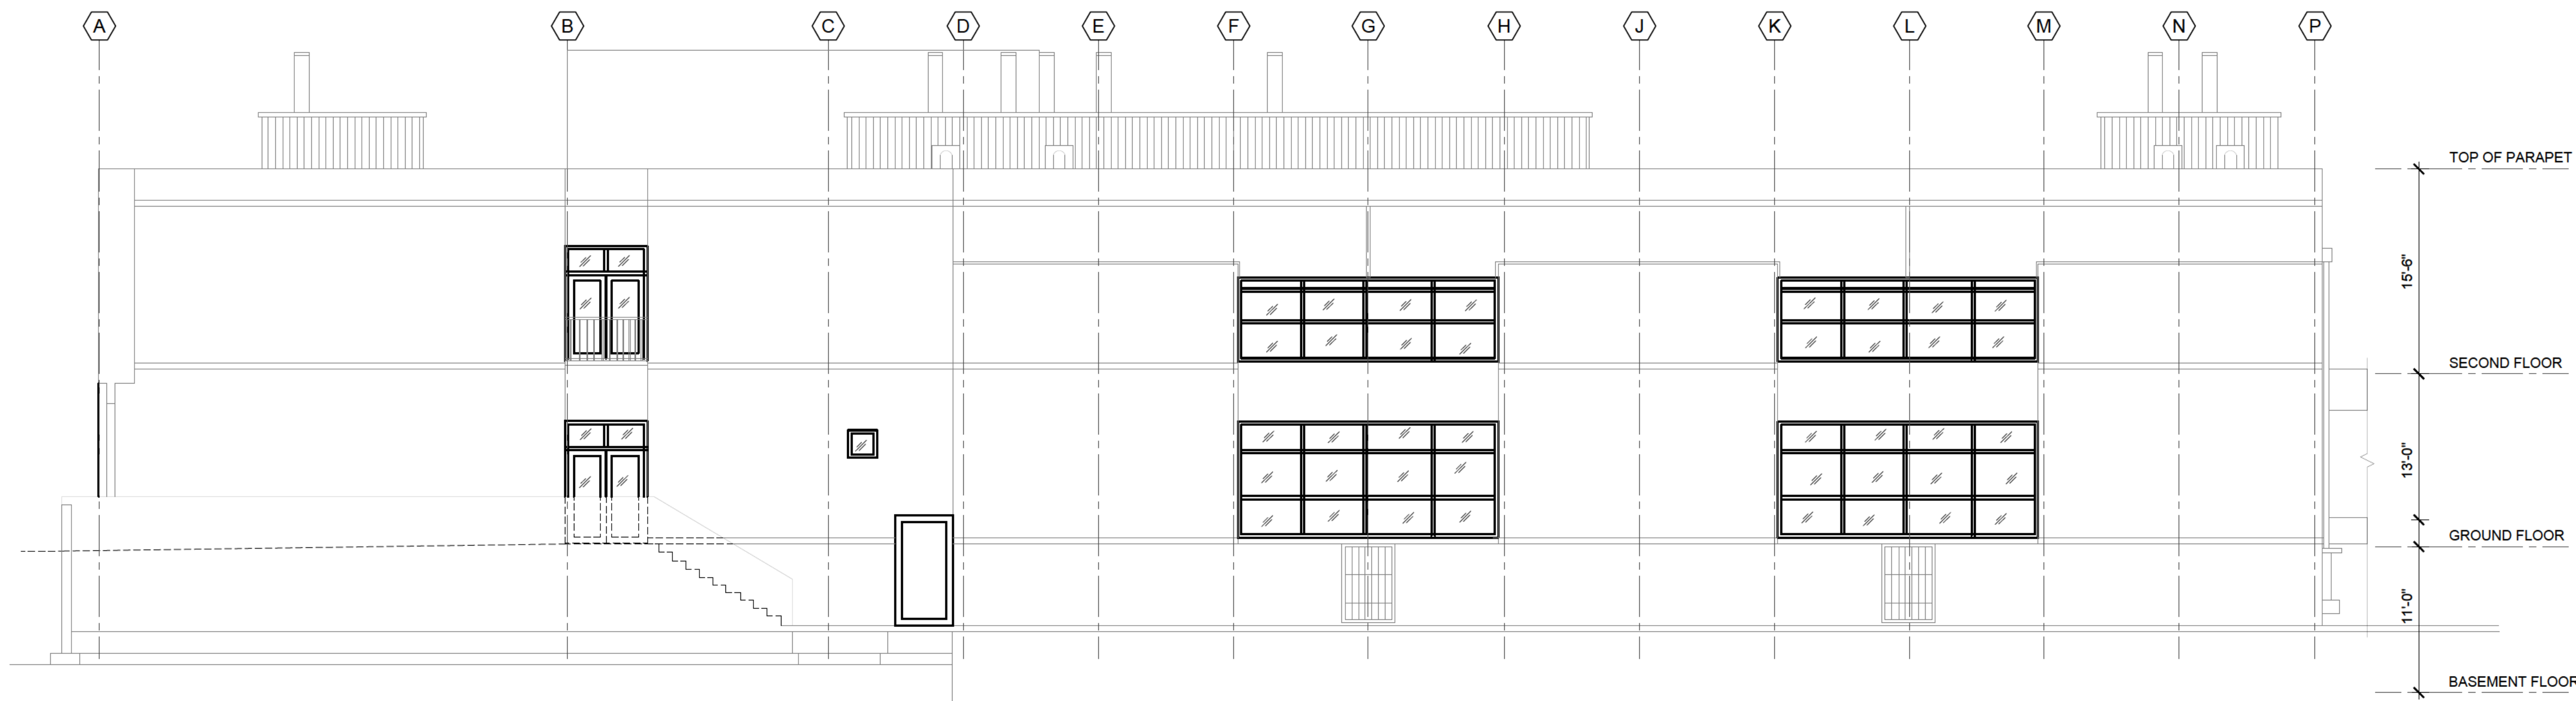 A
B
C
D
E
F
G
H
J
K
L
M
N
P
TOP OF PARAPET
15'-6"
SECOND FLOOR
13'-0"
GROUND FLOOR
11'-0"
BASEMENT FLOOR